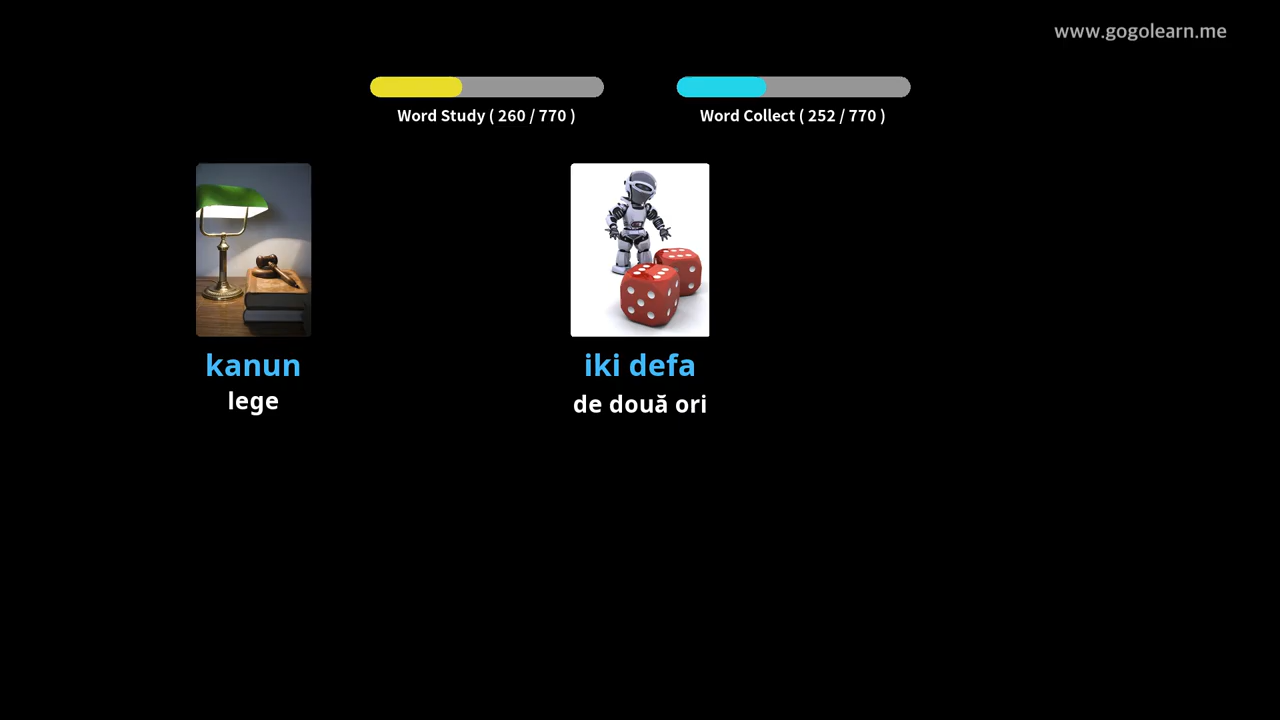 www.gogolearn.me
Word Study ( 260 / 770 )
Word Collect ( 252 / 770 )
kanun
lege
iki defa
de două ori